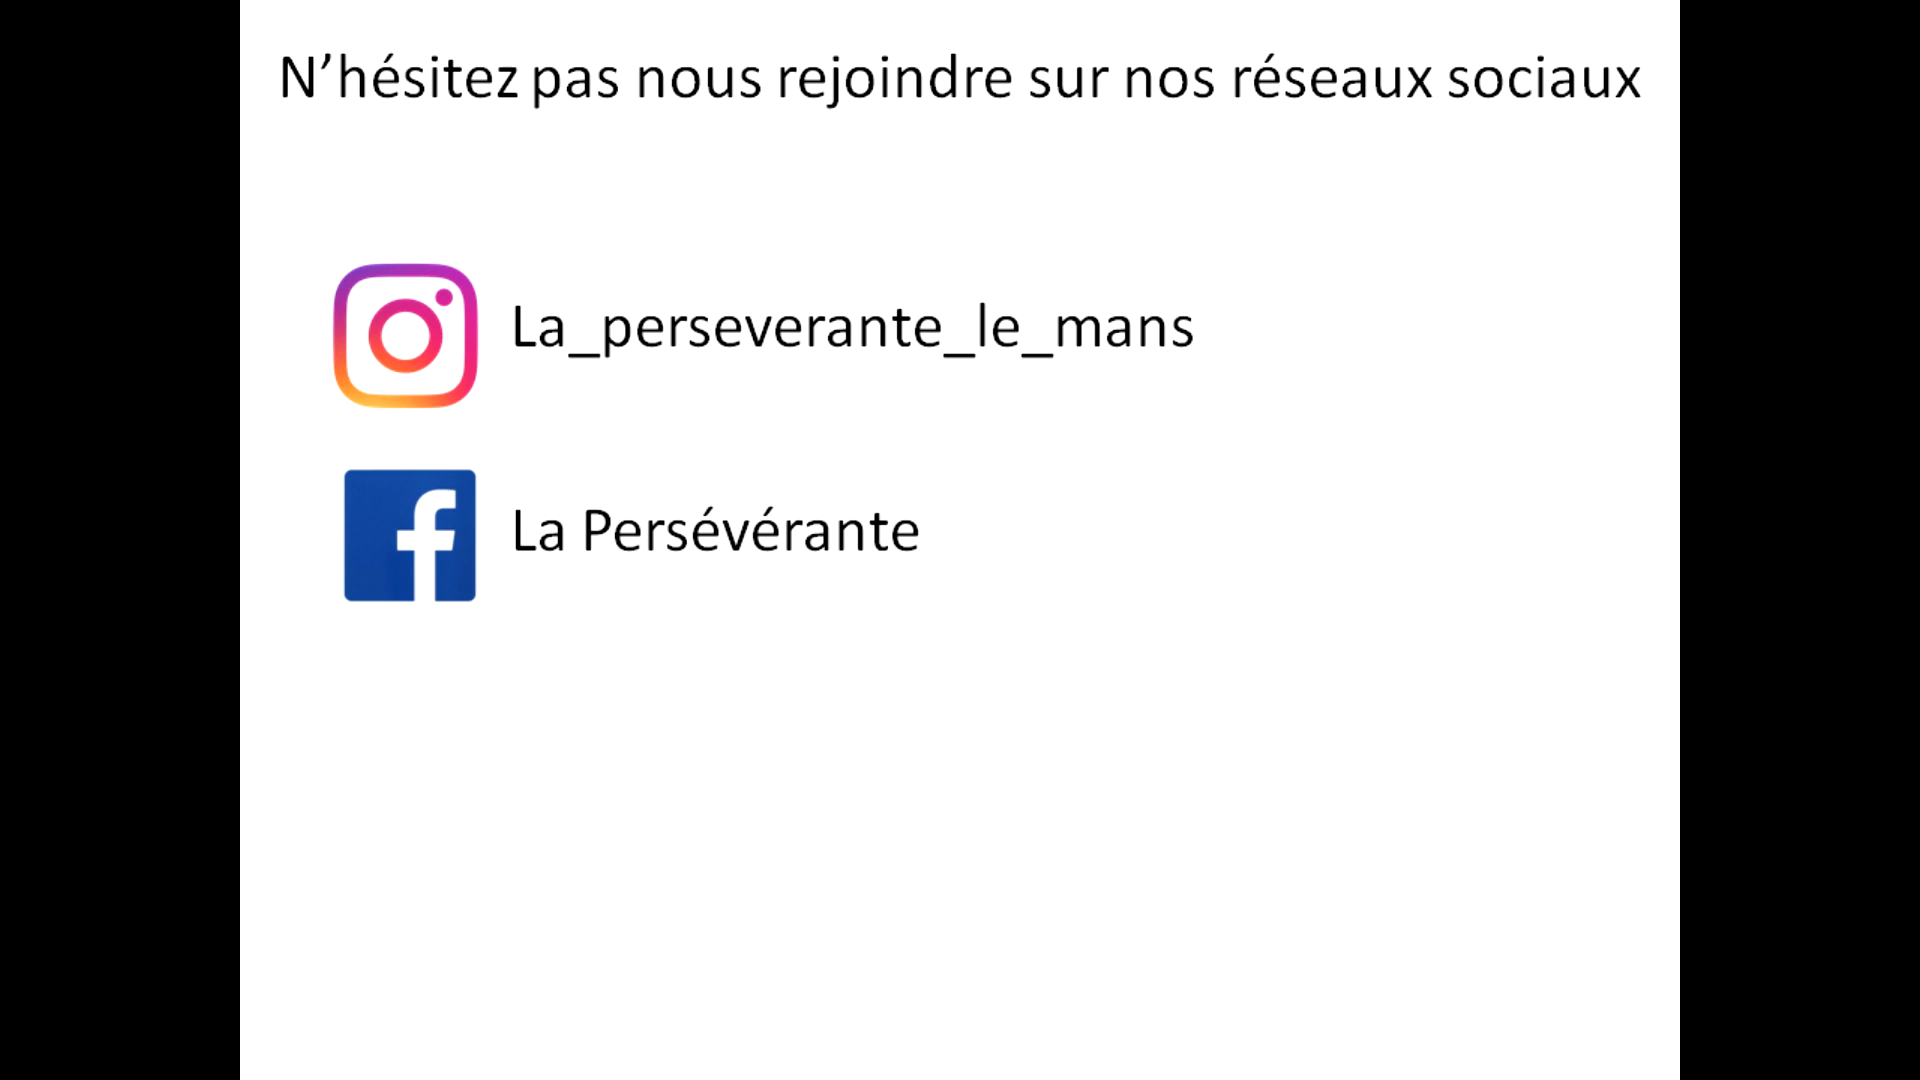 N’hésitez pas nous rejoindre sur nos réseaux sociaux
La_perseverante_le_mans
La Persévérante